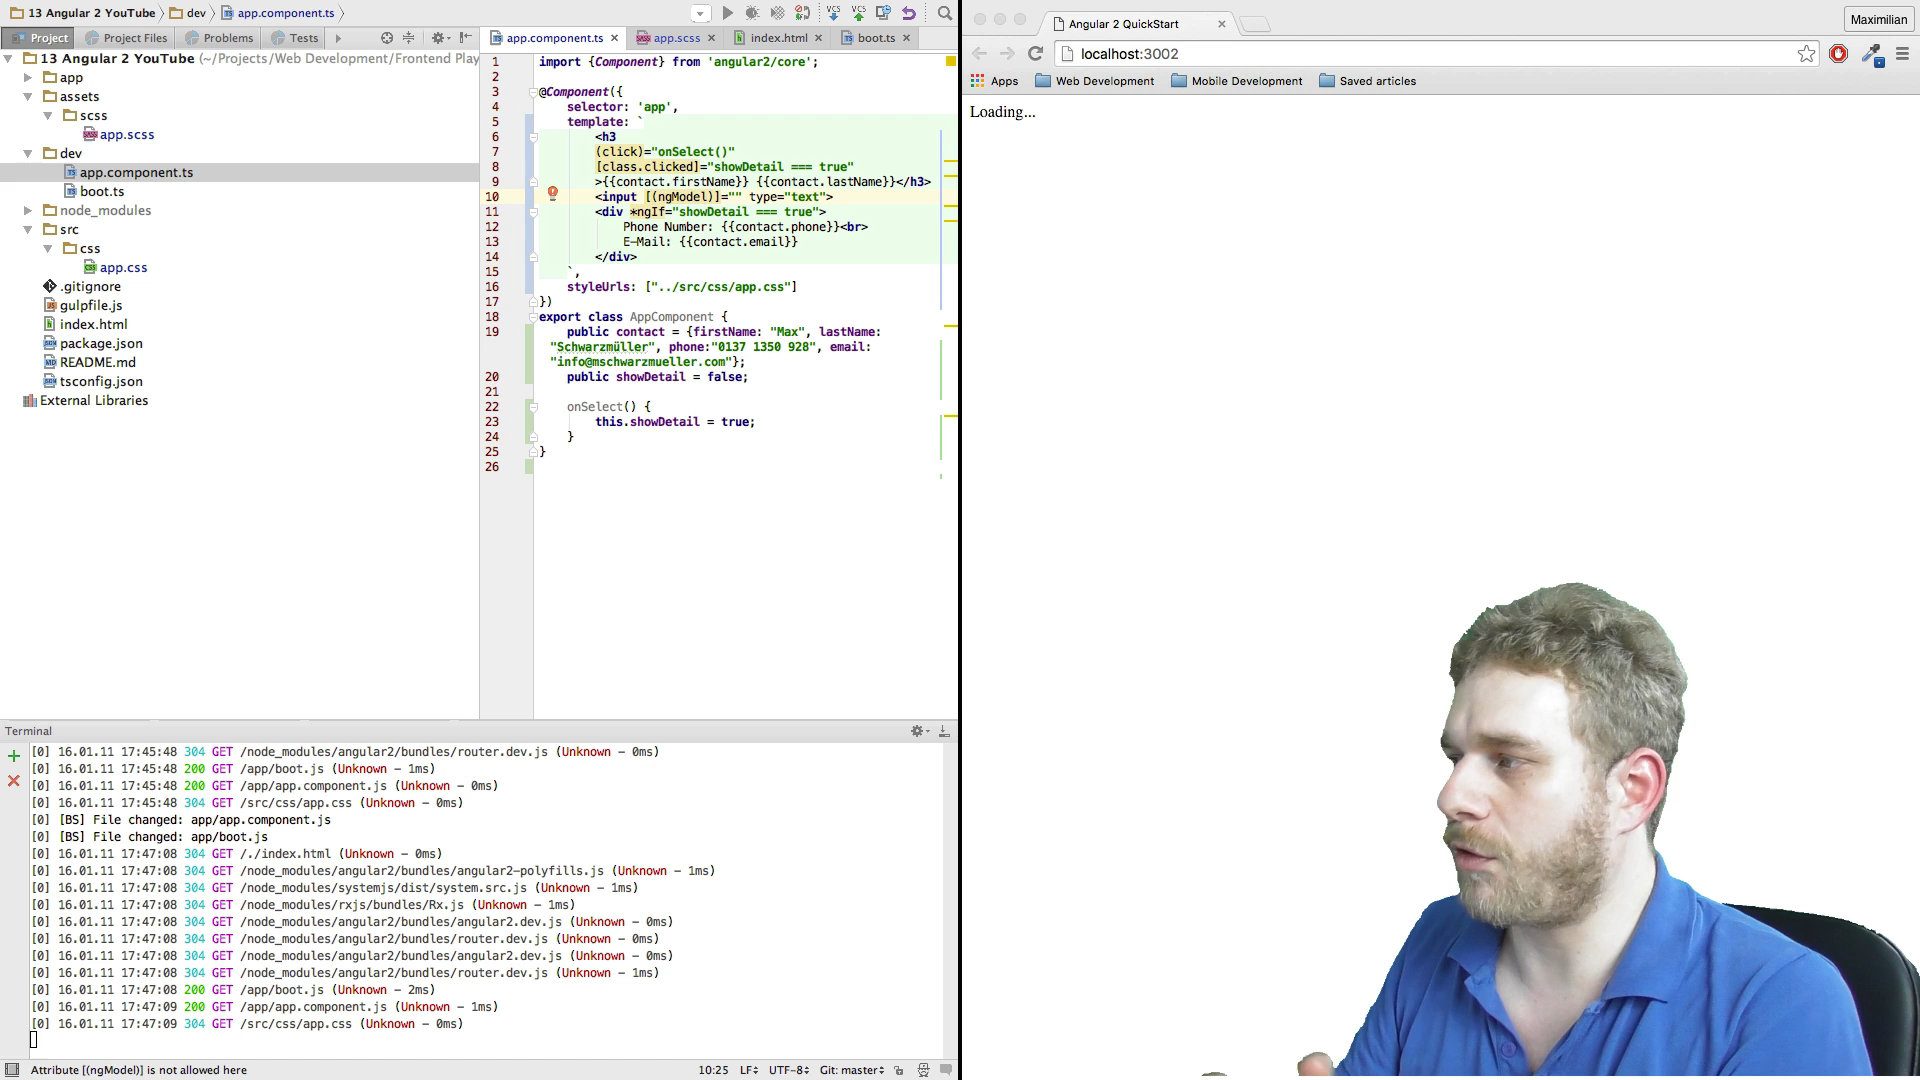 13 Angular 2 YouTube dev app.component.ts
Project Project Files Problems Tests
13 Angular 2 YouTube (~/Projects/Web Development/Frontend Play
app
assets
scss
app.scss
dev
app.component.ts
boot.ts
node_modules
src
css
app.css
.gitignore
gulpfile.js
index.html
package.json
README.md
tsconfig.json
External Libraries
app.component.ts app.scss index.html boot.ts
1 import {Component} from 'angular2/core';
2
3 @Component({
4 selector: 'app',
5 template: `
6 <h3
7 (click)="onSelect()"
8 [class.clicked]="showDetail === true"
9 >{{contact.firstName}} {{contact.lastName}}</h3>
10 <input [(ngModel)]="" type="text">
11 <div *ngIf="showDetail === true">
12 Phone Number: {{contact.phone}}<br>
13 E-Mail: {{contact.email}}
14 </div>
15 `,
16 styleUrls: ["../src/css/app.css"]
17 })
18 export class AppComponent {
19 public contact = {firstName: "Max", lastName:
"Schwarzmüller", phone:"0137 1350 928", email:
"info@mschwarzmueller.com"};
20 public showDetail = false;
21
22 onSelect() {
23 this.showDetail = true;
24 }
25 }
26
Terminal
[0] 16.01.11 17:45:48 304 GET /node_modules/angular2/bundles/router.dev.js (Unknown - 0ms)
[0] 16.01.11 17:45:48 200 GET /app/boot.js (Unknown - 1ms)
[0] 16.01.11 17:45:48 200 GET /app/app.component.js (Unknown - 0ms)
[0] 16.01.11 17:45:48 304 GET /src/css/app.css (Unknown - 0ms)
[0] [BS] File changed: app/app.component.js
[0] [BS] File changed: app/boot.js
[0] 16.01.11 17:47:08 304 GET /./index.html (Unknown - 0ms)
[0] 16.01.11 17:47:08 304 GET /node_modules/angular2/bundles/angular2-polyfills.js (Unknown - 1ms)
[0] 16.01.11 17:47:08 304 GET /node_modules/systemjs/dist/system.src.js (Unknown - 1ms)
[0] 16.01.11 17:47:08 304 GET /node_modules/rxjs/bundles/Rx.js (Unknown - 1ms)
[0] 16.01.11 17:47:08 304 GET /node_modules/angular2/bundles/angular2.dev.js (Unknown - 0ms)
[0] 16.01.11 17:47:08 304 GET /node_modules/angular2/bundles/router.dev.js (Unknown - 0ms)
[0] 16.01.11 17:47:08 304 GET /node_modules/angular2/bundles/angular2.dev.js (Unknown - 0ms)
[0] 16.01.11 17:47:08 304 GET /node_modules/angular2/bundles/router.dev.js (Unknown - 1ms)
[0] 16.01.11 17:47:08 200 GET /app/boot.js (Unknown - 2ms)
[0] 16.01.11 17:47:09 200 GET /app/app.component.js (Unknown - 1ms)
[0] 16.01.11 17:47:09 304 GET /src/css/app.css (Unknown - 0ms)
Attribute [(ngModel)] is not allowed here 10:25 LF UTF-8 Git: master
Angular 2 QuickStart Maximilian
localhost:3002
Apps Web Development Mobile Development Saved articles
Loading...